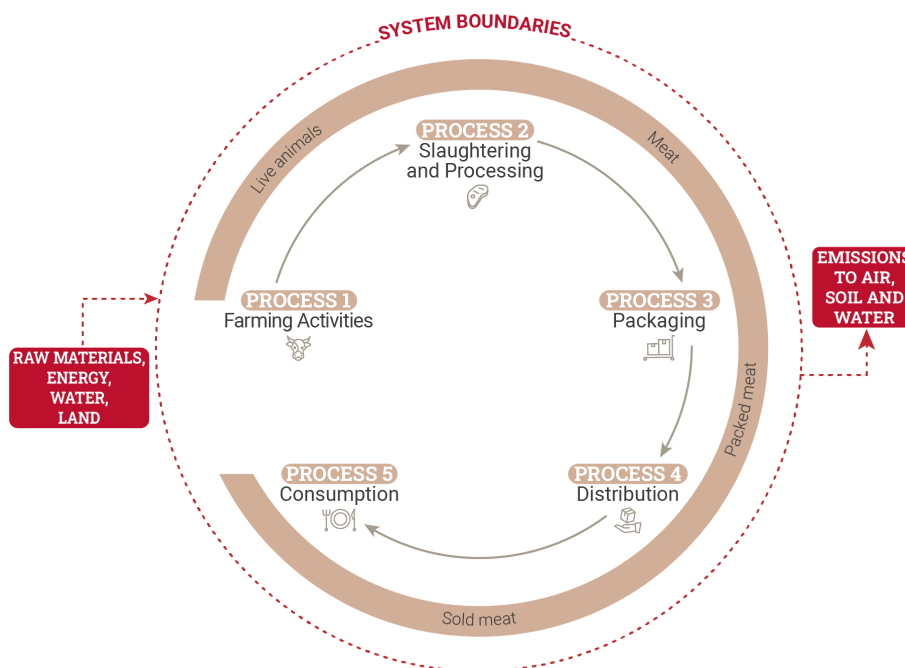 SYSTEM BOUNDARIES
Live animals
PROCESS 2
Slaughtering
and Processing
Meat
PROCESS 1
Farming Activities
PROCESS 3
Packaging
EMISSIONS
TO AIR,
SOIL AND
WATER
RAW MATERIALS,
ENERGY,
WATER,
LAND
Packed meat
PROCESS 5
Consumption
PROCESS 4
Distribution
Sold meat